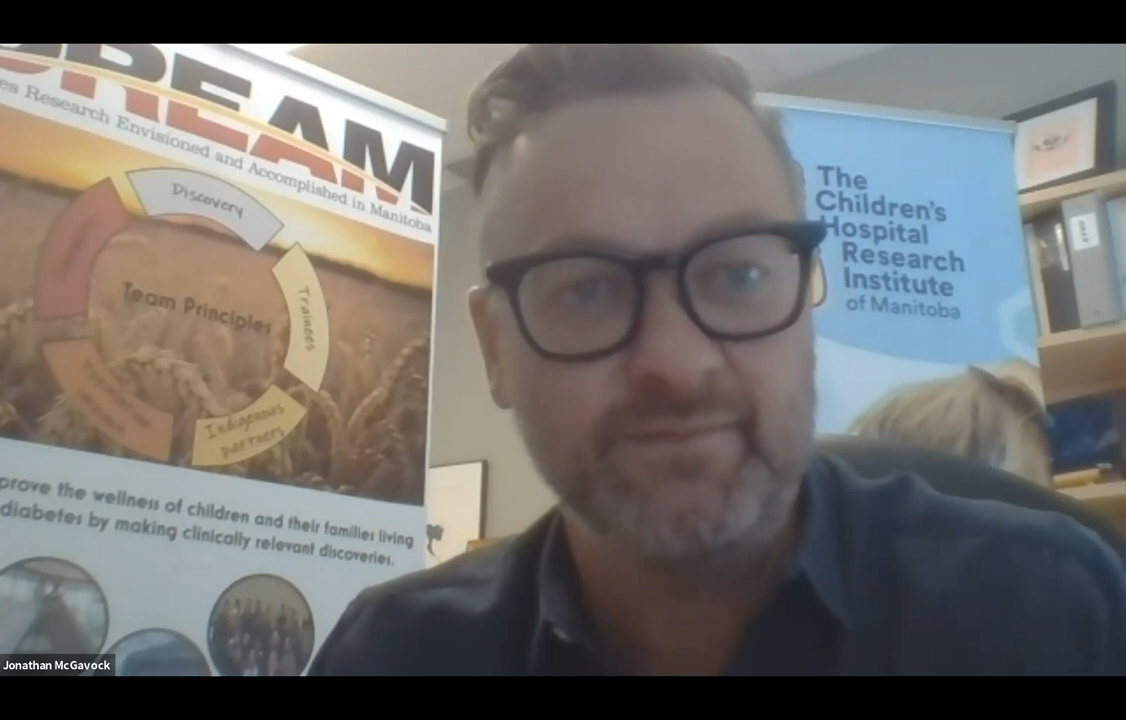 DREAM
es Research Envisioned and Accomplished in Manitoba
Discovery
Trainees
Team Principles
Indigenous
partners
prove the wellness of children and their families living
diabetes by making clinically relevant discoveries.
The
Children's
Hospital
Research
Institute
of Manitoba
Jonathan McGavock